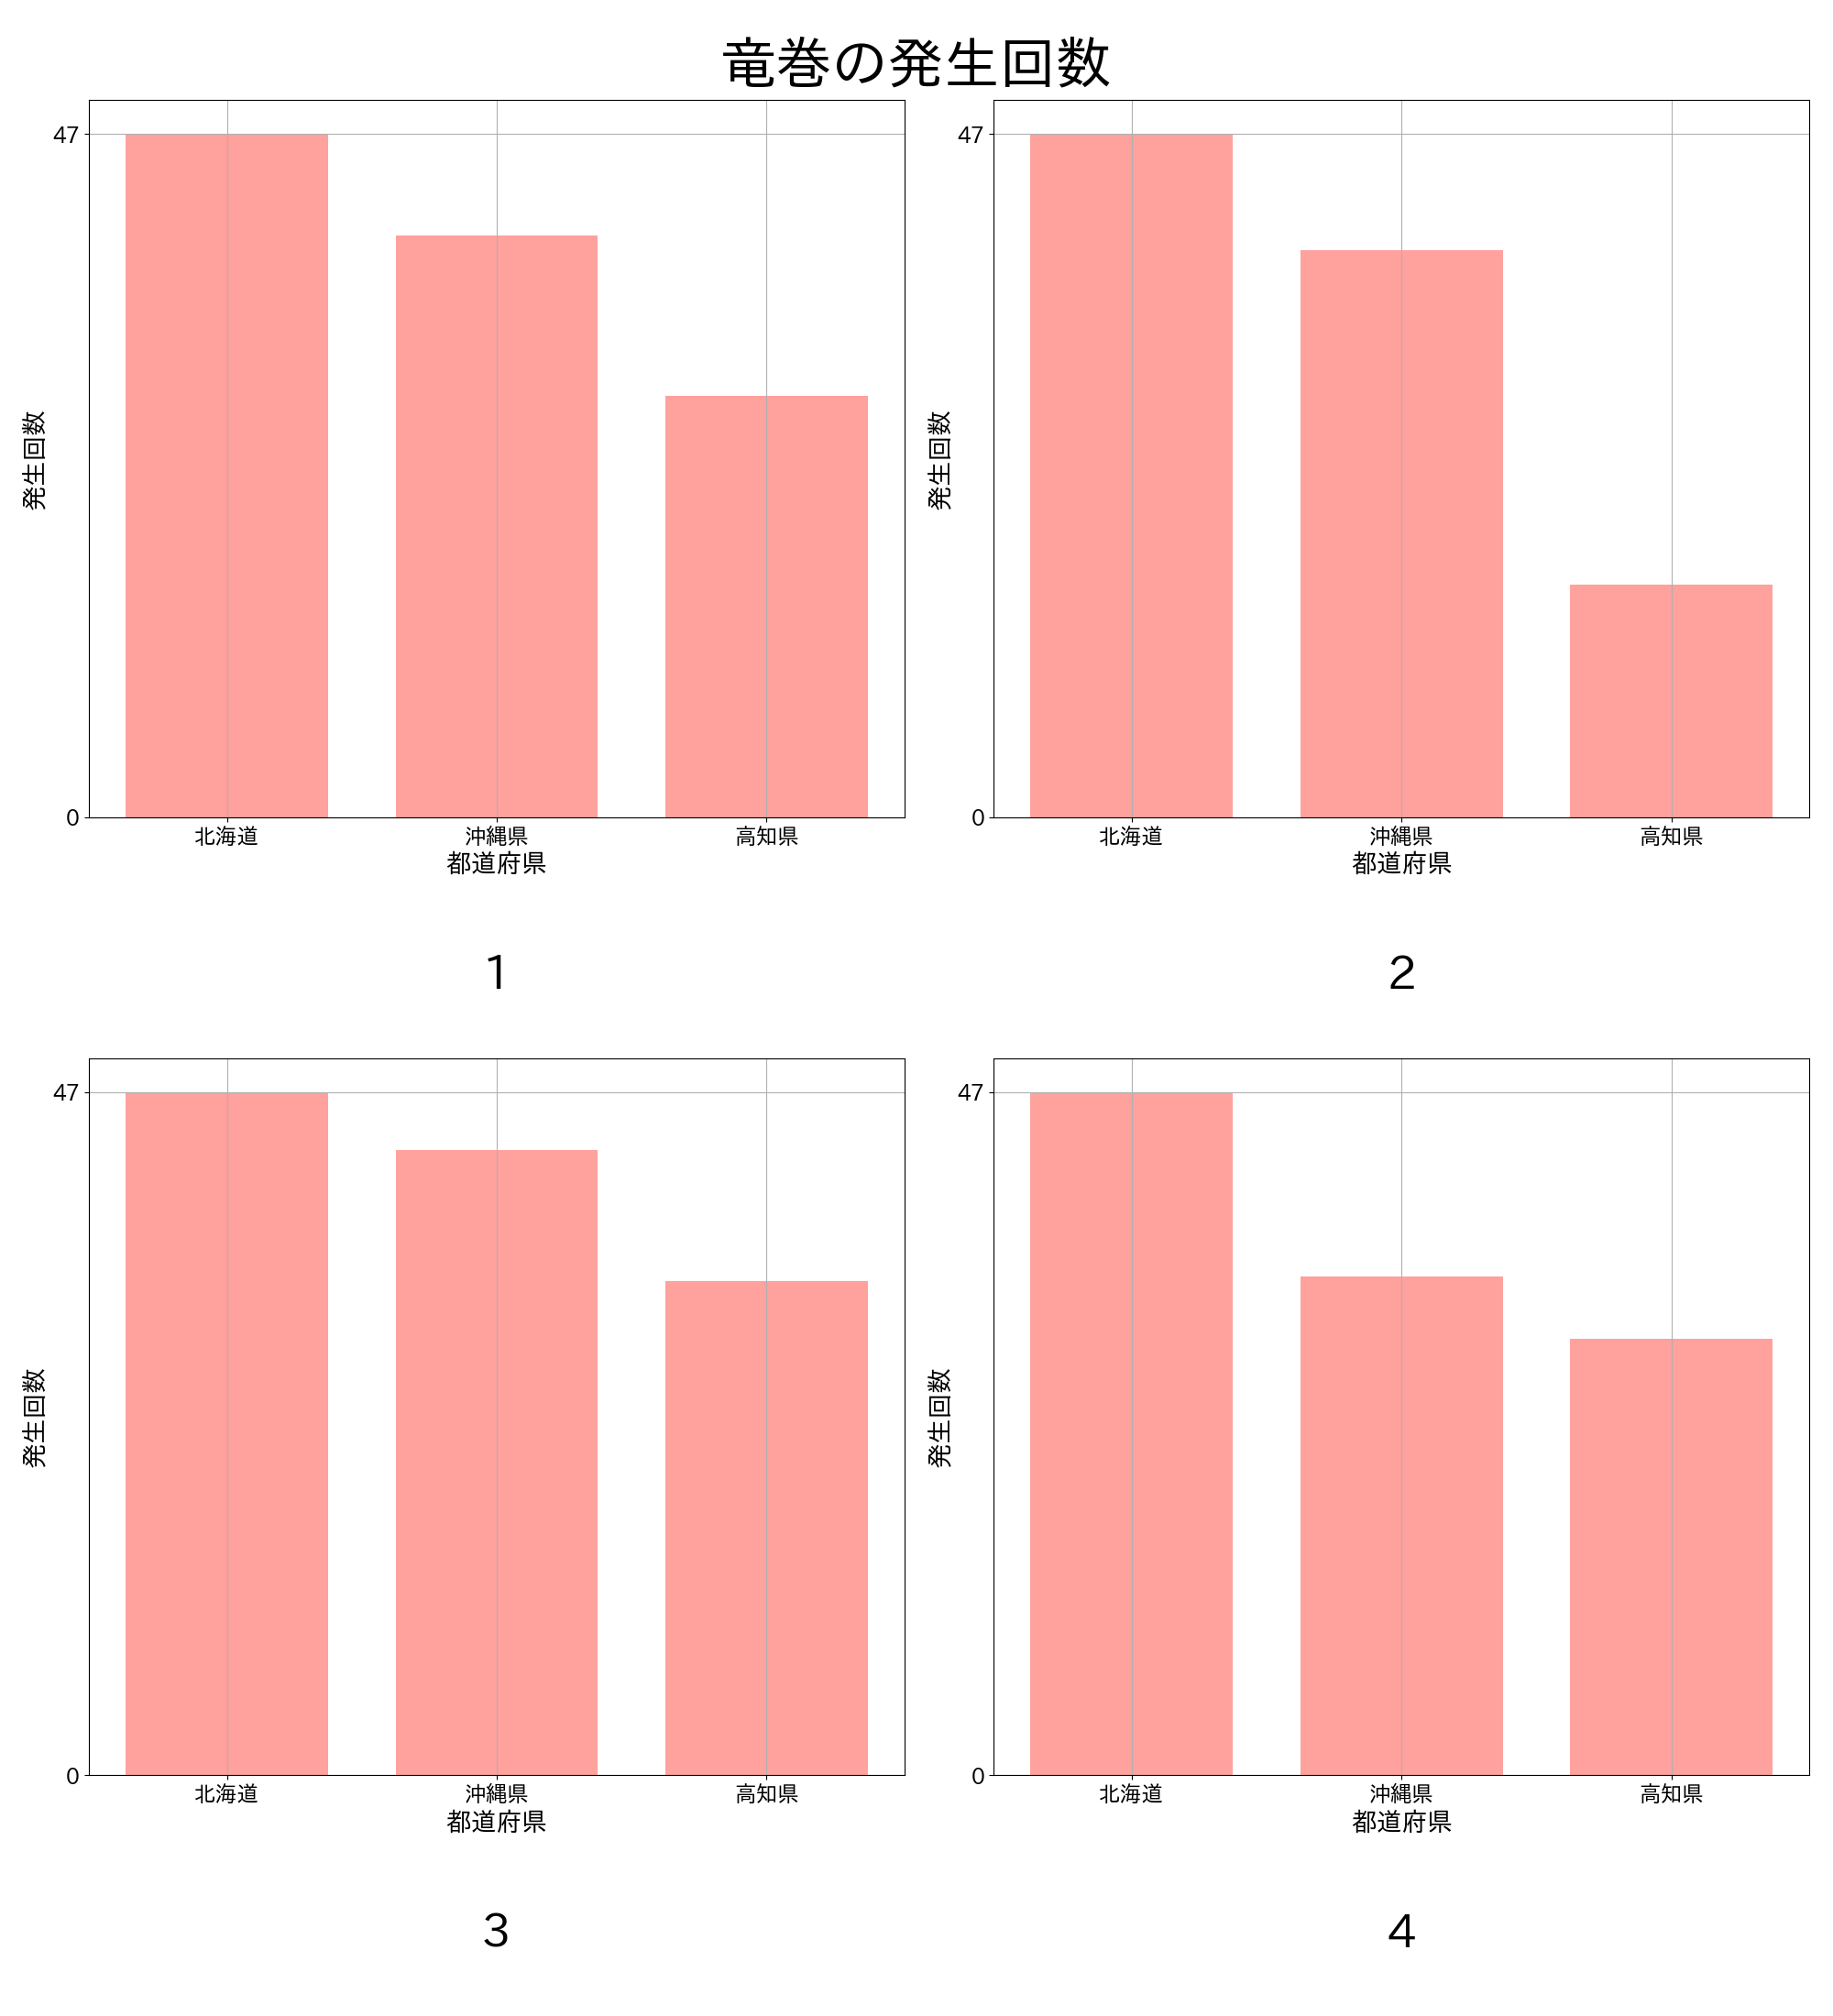 竜巻の発生回数
47
発生回数
0
北海道 沖縄県 高知県
都道府県
1
47
発生回数
0
北海道 沖縄県 高知県
都道府県
2
47
発生回数
0
北海道 沖縄県 高知県
都道府県
3
47
発生回数
0
北海道 沖縄県 高知県
都道府県
4